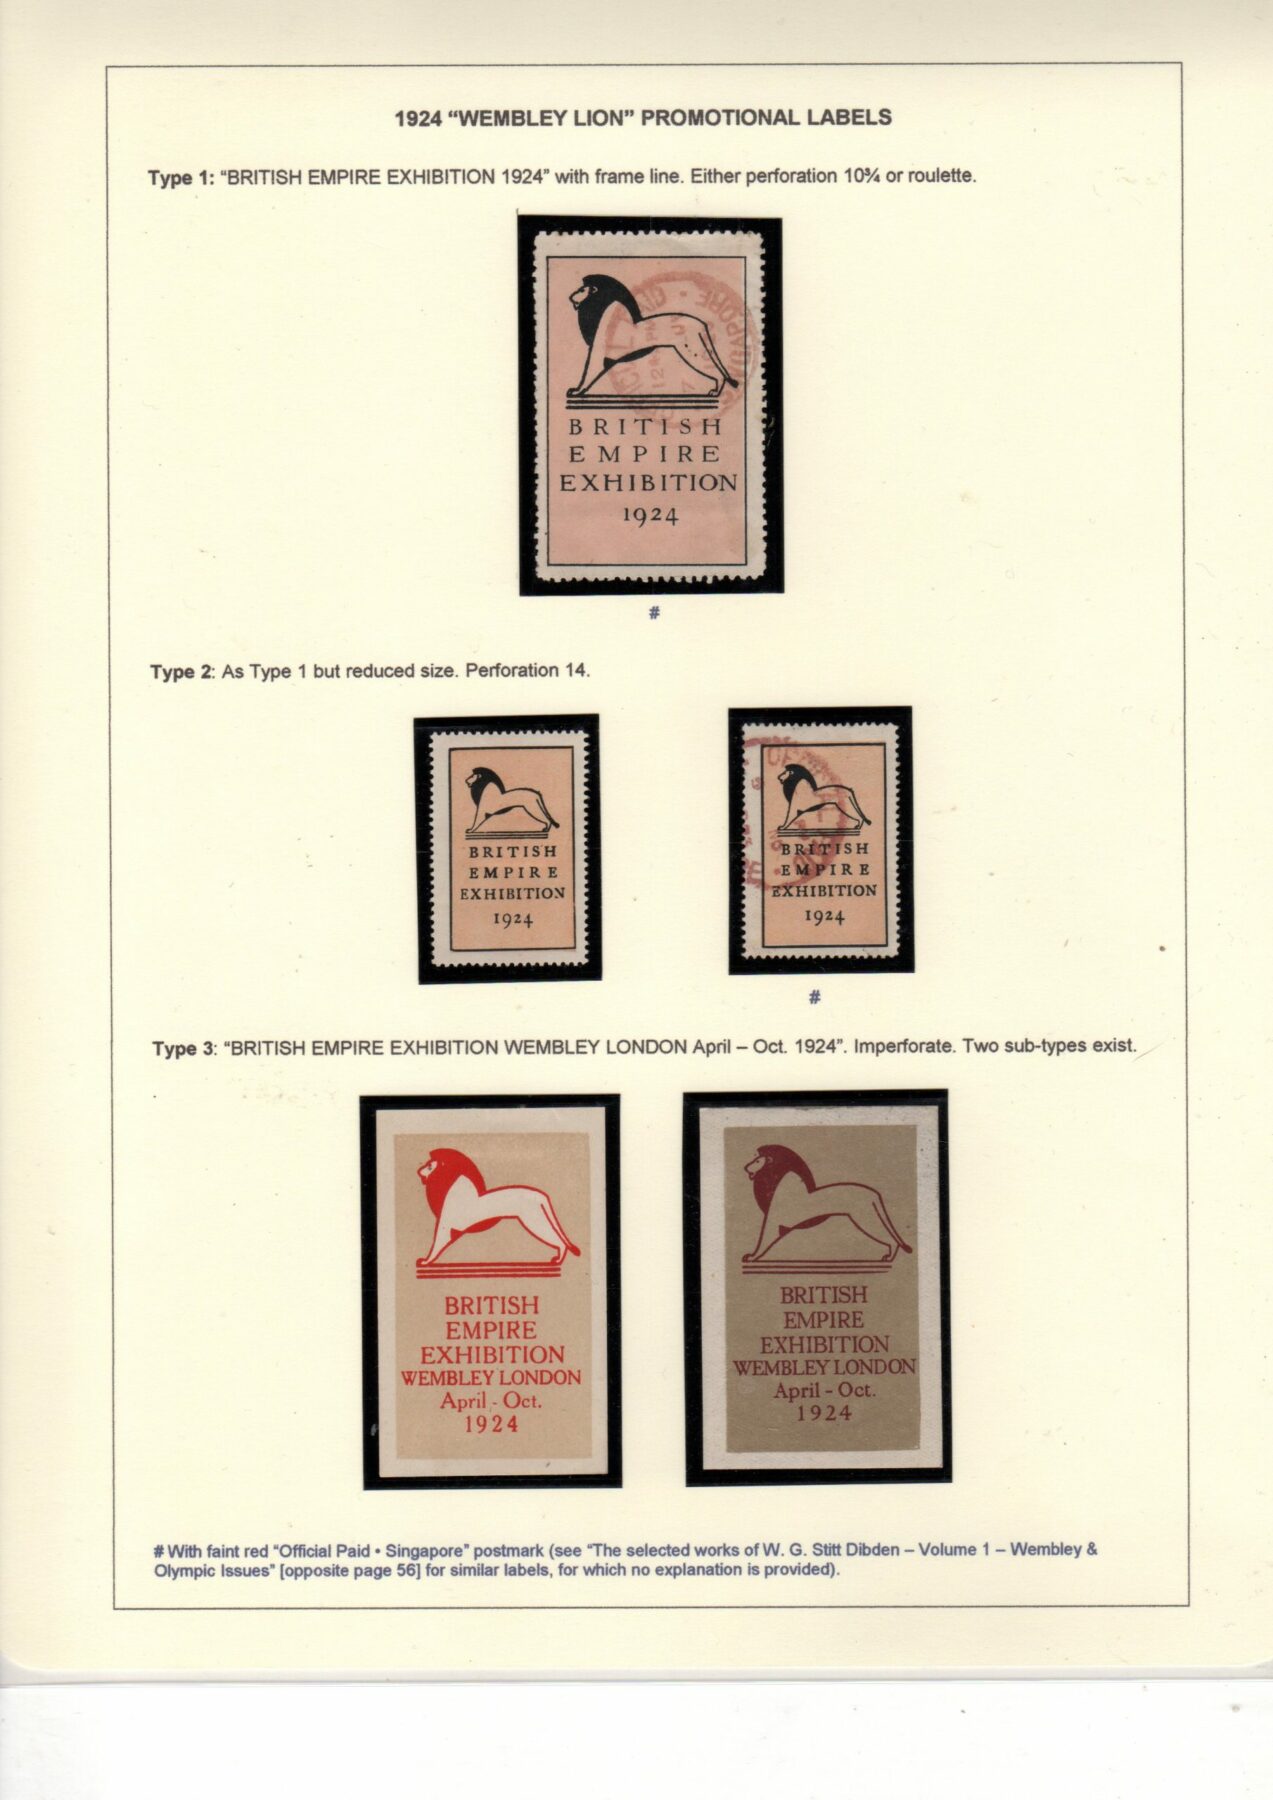 1924 “WEMBLEY LION” PROMOTIONAL LABELS
Type 1: “BRITISH EMPIRE EXHIBITION 1924” with frame line. Either perforation 10¾ or roulette.
BRITISH
EMPIRE
EXHIBITION
1924
OFFICIAL PAID • SINGAPORE
#
Type 2: As Type 1 but reduced size. Perforation 14.
BRITISH
EMPIRE
EXHIBITION
1924
BRITISH
EMPIRE
EXHIBITION
1924
#
Type 3: “BRITISH EMPIRE EXHIBITION WEMBLEY LONDON April – Oct. 1924”. Imperforate. Two sub-types exist.
BRITISH
EMPIRE
EXHIBITION
WEMBLEY LONDON
April - Oct.
1924
BRITISH
EMPIRE
EXHIBITION
WEMBLEY LONDON
April - Oct.
1924
# With faint red “Official Paid • Singapore” postmark (see “The selected works of W. G. Stitt Dibden – Volume 1 – Wembley &
Olympic Issues” [opposite page 56] for similar labels, for which no explanation is provided).